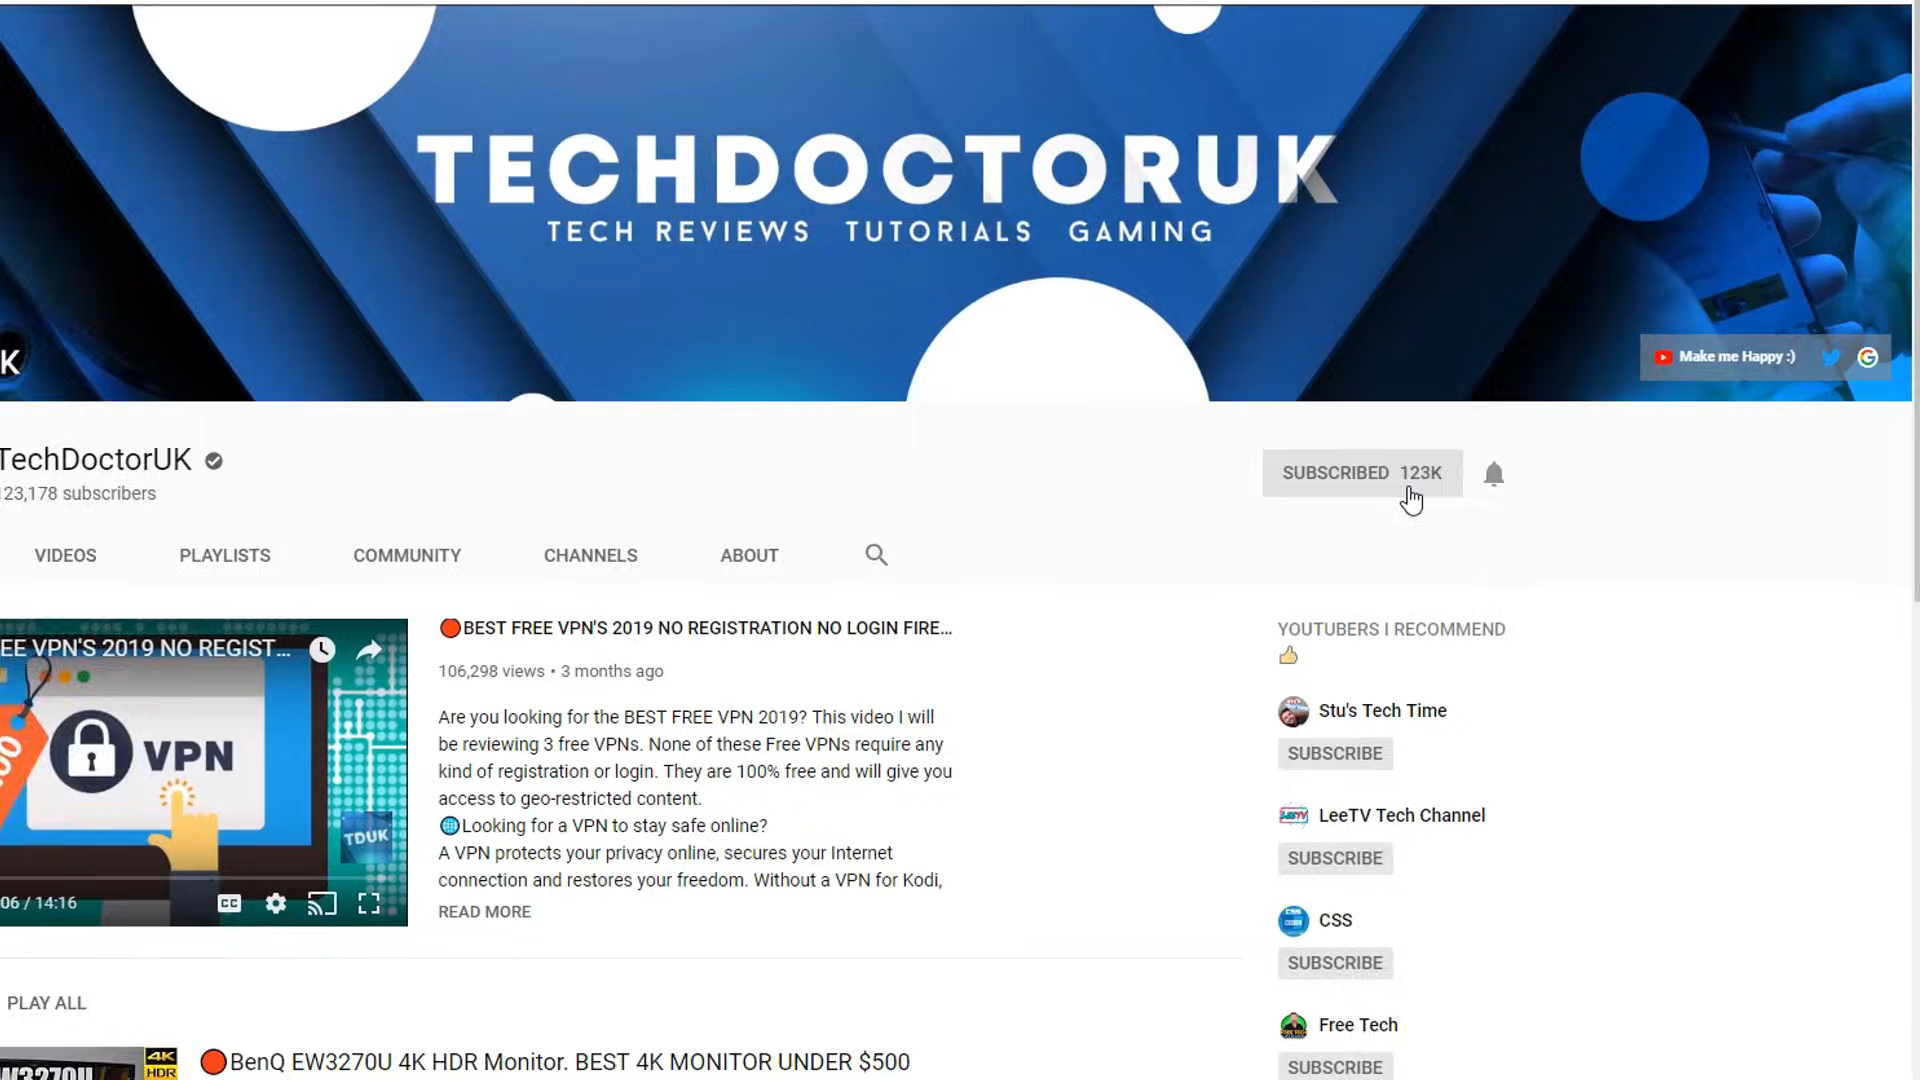 TECHDOCTORUK
TECH REVIEWS TUTORIALS GAMING
K
Make me Happy :)
TechDoctorUK
123,178 subscribers
SUBSCRIBED 123K
VIDEOS PLAYLISTS COMMUNITY CHANNELS ABOUT
EE VPN'S 2019 NO REGIST...
VPN
TDUK
06 / 14:16
CC
🔴BEST FREE VPN'S 2019 NO REGISTRATION NO LOGIN FIRE...
106,298 views • 3 months ago
Are you looking for the BEST FREE VPN 2019? This video I will
be reviewing 3 free VPNs. None of these Free VPNs require any
kind of registration or login. They are 100% free and will give you
access to geo-restricted content.
🌐Looking for a VPN to stay safe online?
A VPN protects your privacy online, secures your Internet
connection and restores your freedom. Without a VPN for Kodi,
READ MORE
YOUTUBERS I RECOMMEND
👍
Stu's Tech Time
SUBSCRIBE
LeeTV Tech Channel
SUBSCRIBE
CSS
SUBSCRIBE
Free Tech
SUBSCRIBE
PLAY ALL
4K
HDR
🔴BenQ EW3270U 4K HDR Monitor. BEST 4K MONITOR UNDER $500